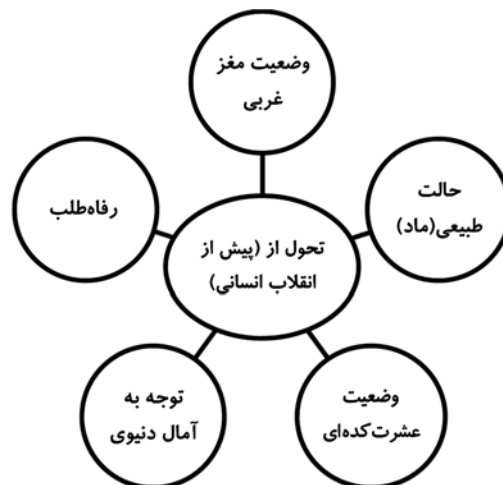 وضعیت مغز
غربی
حالت
طبیعی(ماد)
رفاه‌طلب
تحول از (پیش از
انقلاب انسانی)
توجه به
آمال دنیوی
وضعیت
عشرت‌کده‌ای